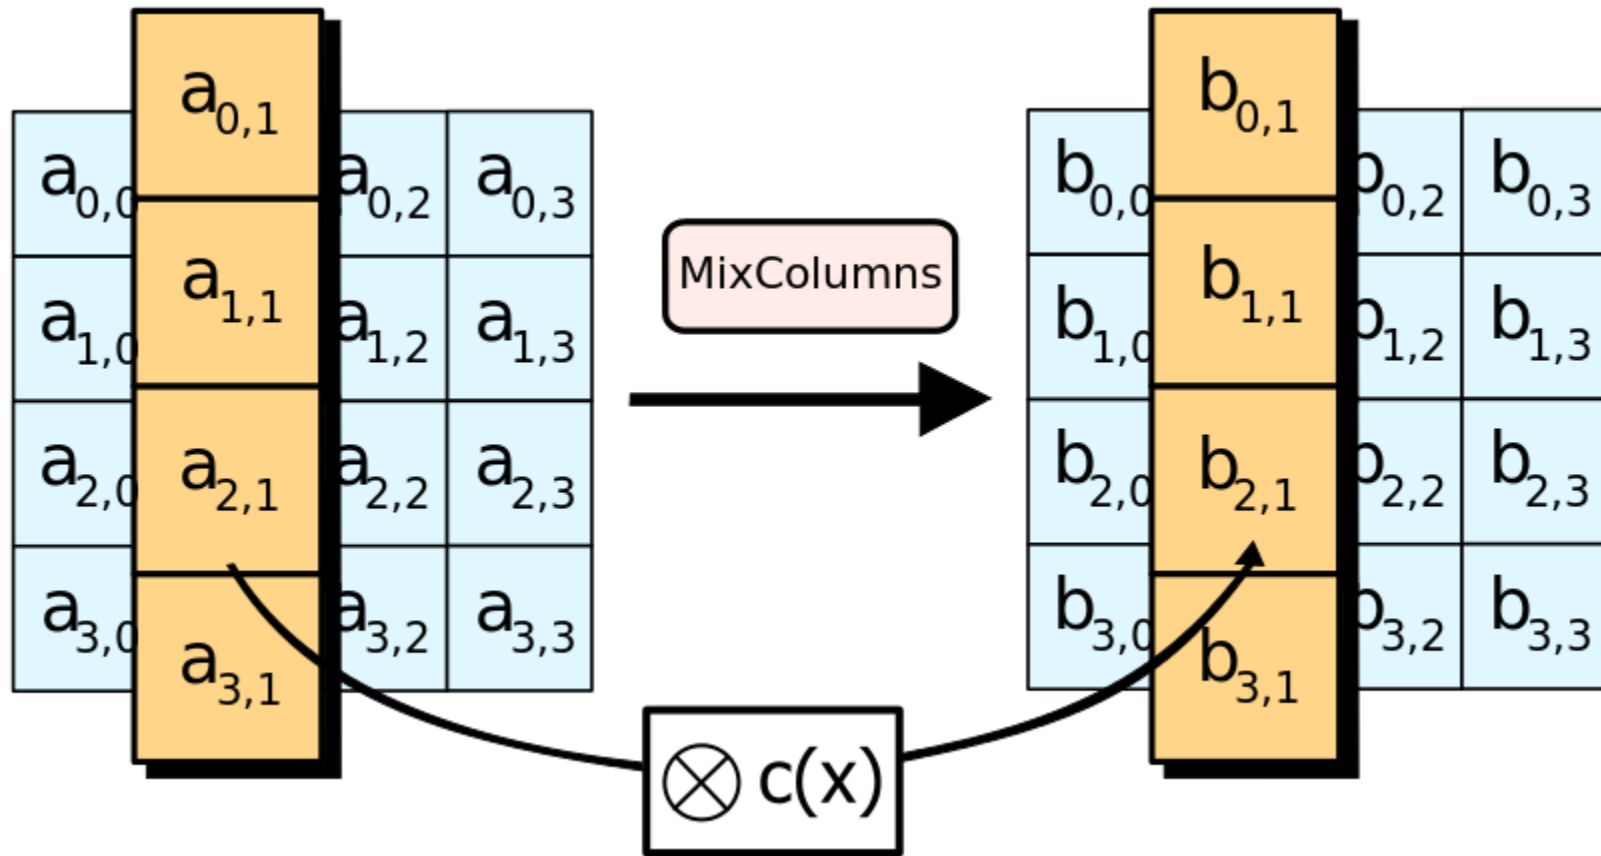 a0,1
a0,0 a0,2 a0,3
a1,1
a1,0 a1,2 a1,3
a2,1
a2,0 a2,2 a2,3
a3,1
a3,0 a3,2 a3,3
MixColumns
b0,1
b0,0 b0,2 b0,3
b1,1
b1,0 b1,2 b1,3
b2,1
b2,0 b2,2 b2,3
b3,1
b3,0 b3,2 b3,3
⊗ c(x)